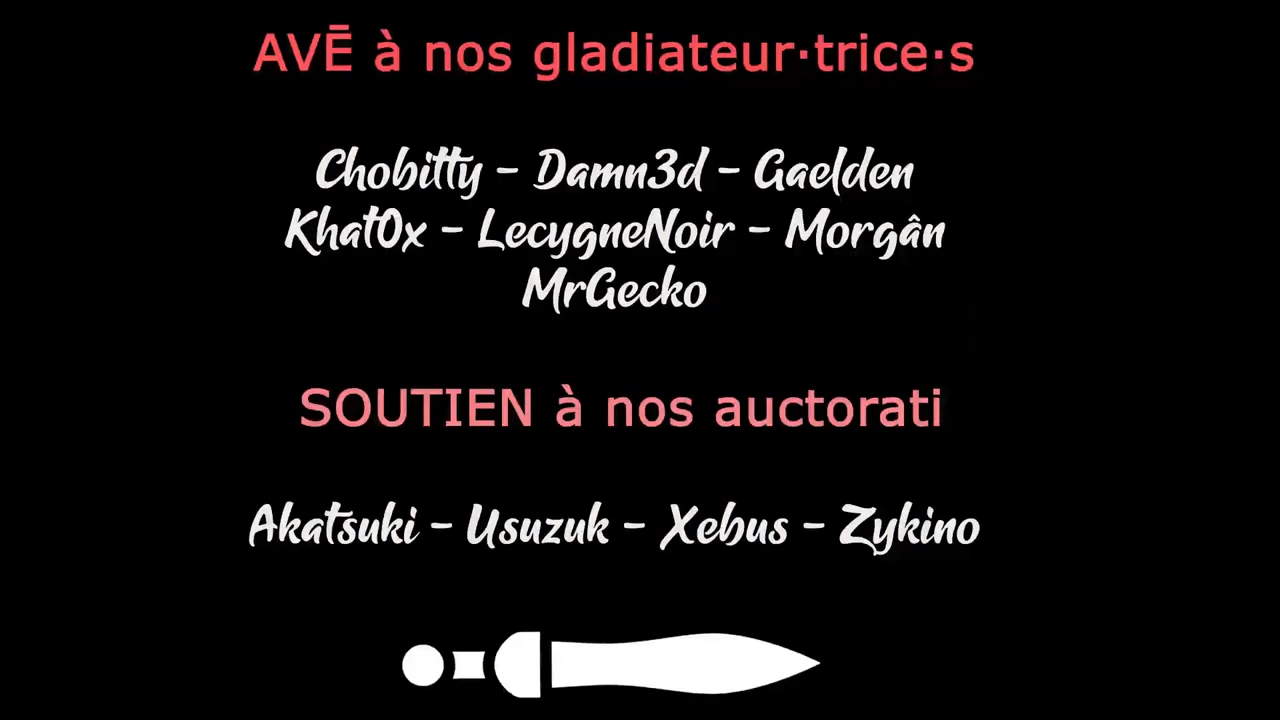 AVĒ à nos gladiateur·trice·s
Chobitty - Damn3d - Gaelden
Khat0x - LecygneNoir - Morgân
MrGecko
SOUTIEN à nos auctorati
Akatsuki - Usuzuk - Xebus - Zykino